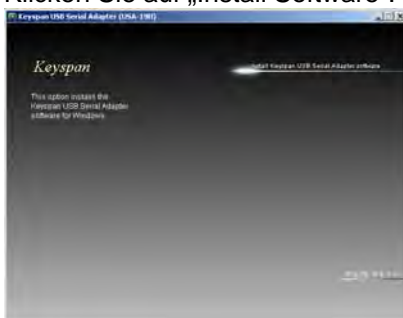 Klicken Sie auf „Install Software“.
Keyspan USB Serial Adapter (USA-19H)
Keyspan
Install Keyspan USB Serial Adapter software
This option installs the
Keyspan USB Serial Adapter
software for Windows